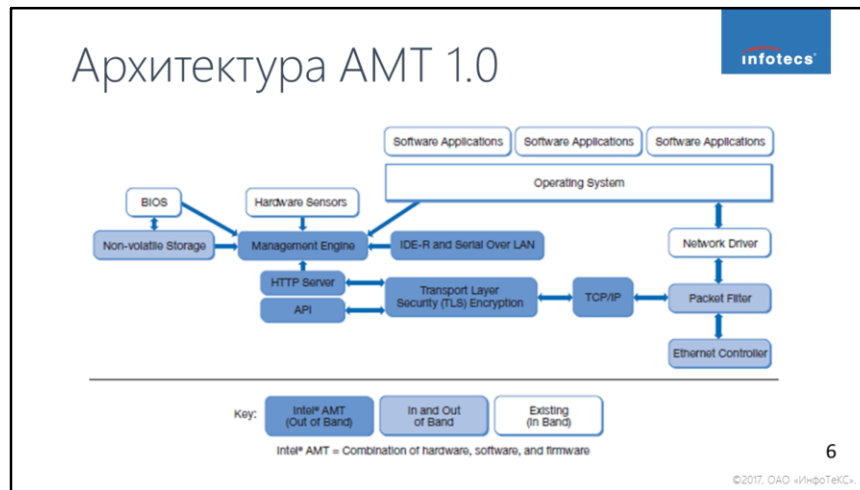 Архитектура AMT 1.0
infotecs
Software Applications
Software Applications
Software Applications
Operating System
BIOS
Hardware Sensors
Non-volatile Storage
Management Engine
IDE-R and Serial Over LAN
Network Driver
HTTP Server
API
Transport Layer
Security (TLS) Encryption
TCP/IP
Packet Filter
Ethernet Controller
Key:
Intel® AMT
(Out of Band)
In and Out
of Band
Existing
(In Band)
Intel® AMT = Combination of hardware, software, and firmware
6
©2017, ОАО «ИнфоТеКС».